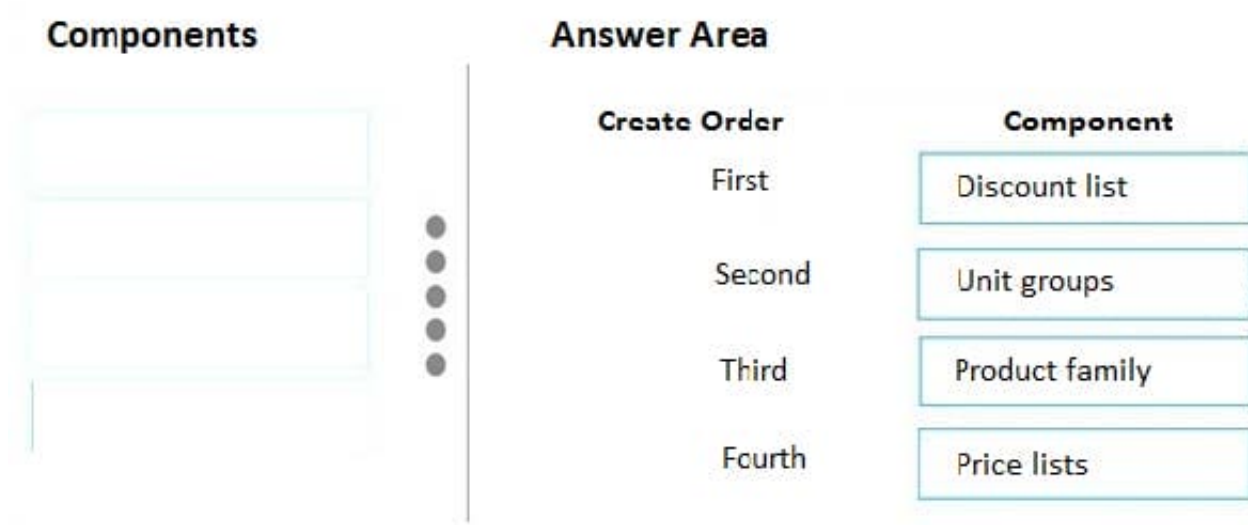 Components
Answer Area
Create Order Component
First Discount list
Second Unit groups
Third Product family
Fourth Price lists